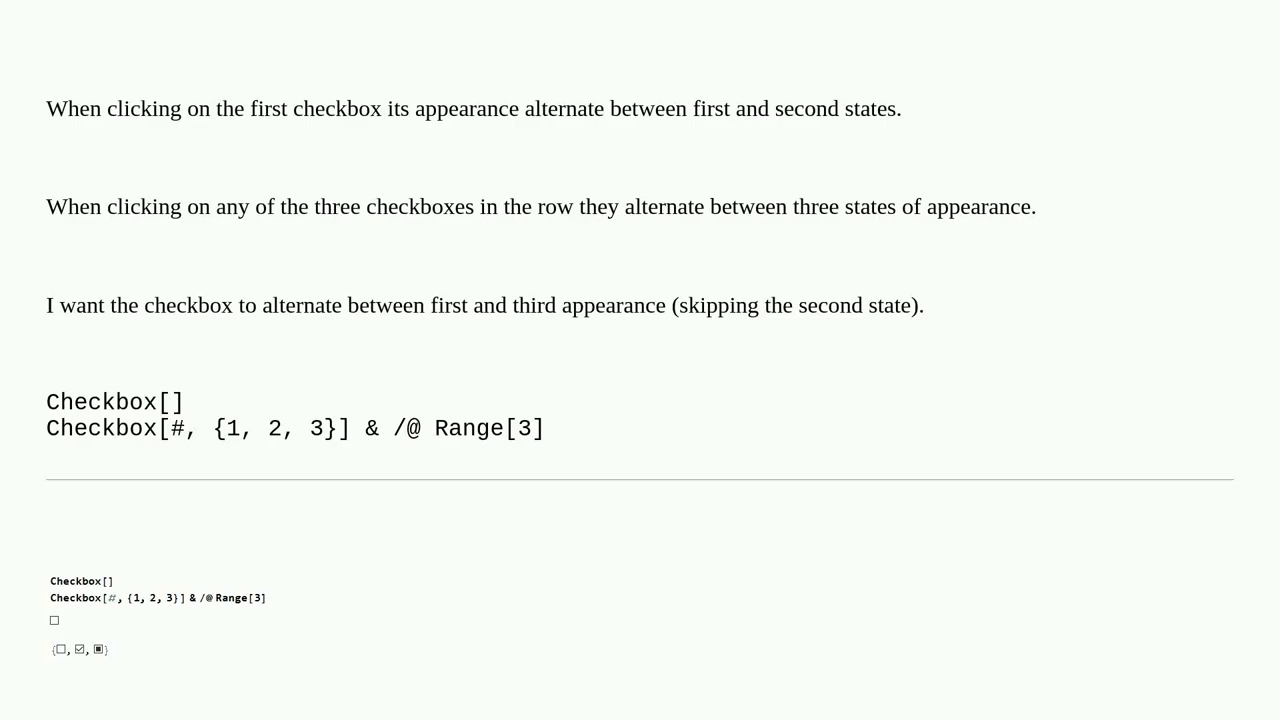 When clicking on the first checkbox its appearance alternate between first and second states.
When clicking on any of the three checkboxes in the row they alternate between three states of appearance.
I want the checkbox to alternate between first and third appearance (skipping the second state).
Checkbox[]
Checkbox[#, {1, 2, 3}] & /@ Range[3]
Checkbox[]
Checkbox[#, {1, 2, 3}] & /@ Range[3]
☐
{☐, ☑, ▣}